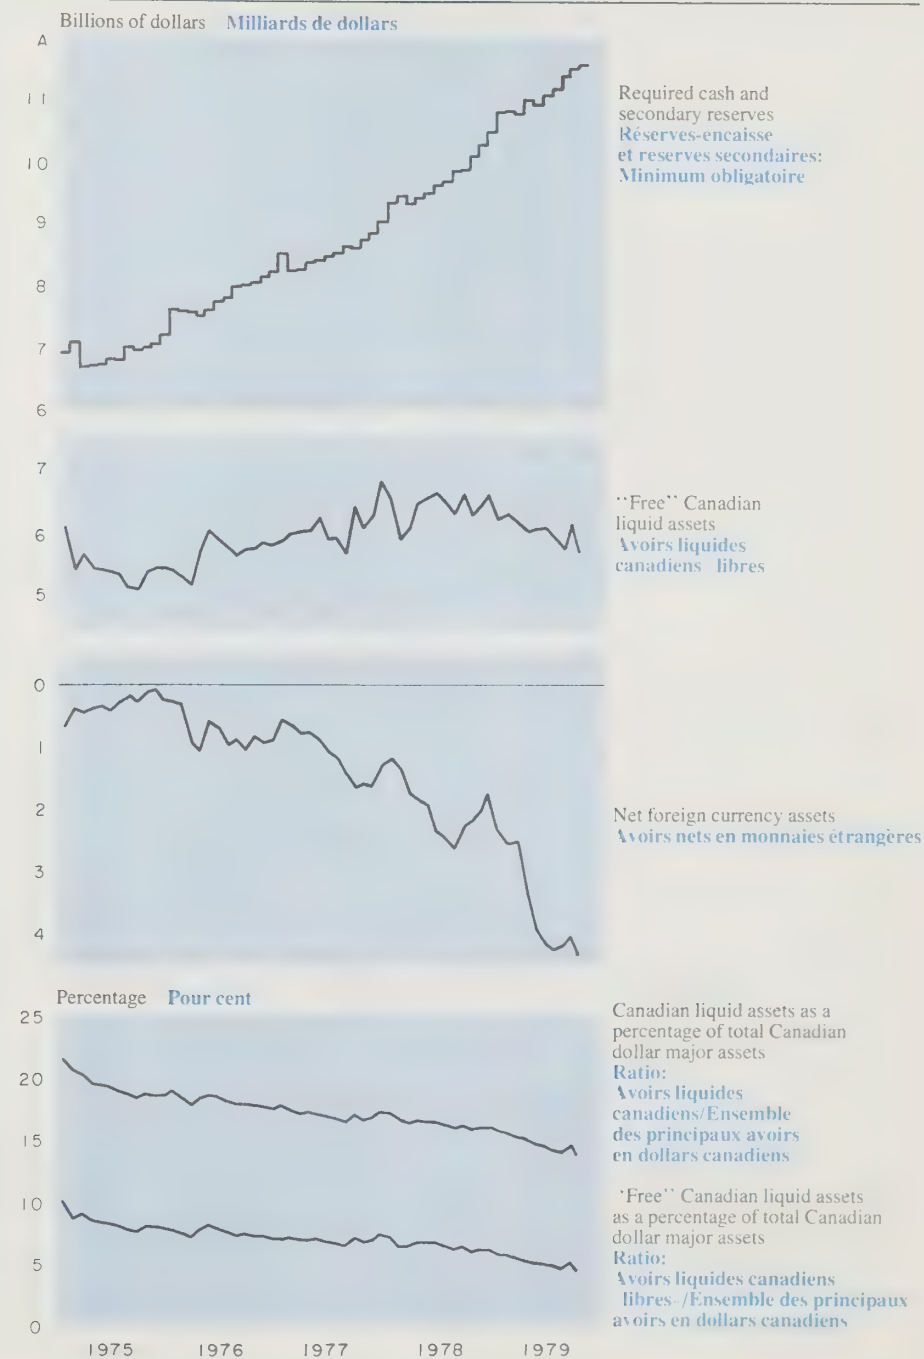 Billions of dollars Milliards de dollars
A
11
10
9
8
7
6
Required cash and
secondary reserves
Réserves-encaisse
et reserves secondaires:
Minimum obligatoire
7
6
5
"Free" Canadian
liquid assets
Avoirs liquides
canadiens libres
0
1
2
3
4
Net foreign currency assets
Avoirs nets en monnaies étrangères
Percentage Pour cent
25
20
15
10
5
0
Canadian liquid assets as a
percentage of total Canadian
dollar major assets
Ratio:
Avoirs liquides
canadiens/Ensemble
des principaux avoirs
en dollars canadiens
'Free" Canadian liquid assets
as a percentage of total Canadian
dollar major assets
Ratio:
Avoirs liquides canadiens
libres-/Ensemble des principaux
avoirs en dollars canadiens
1975 1976 1977 1978 1979